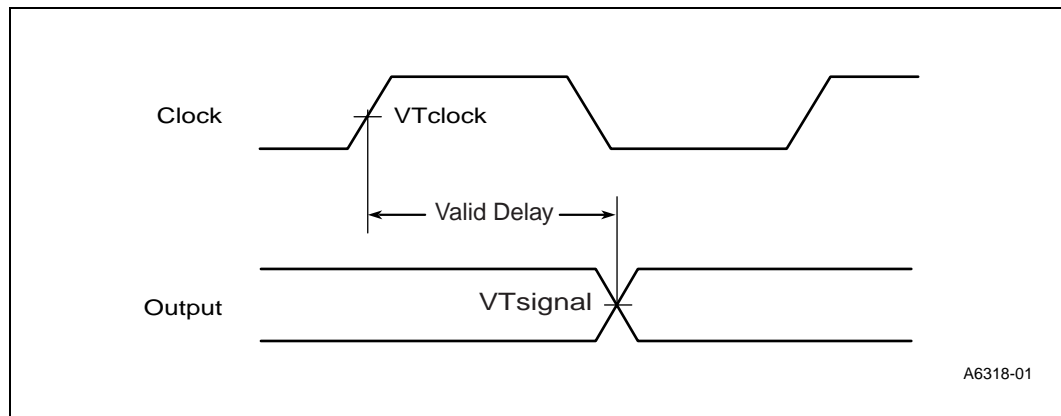 Clock
VTclock
Valid Delay
Output
VTsignal
A6318-01